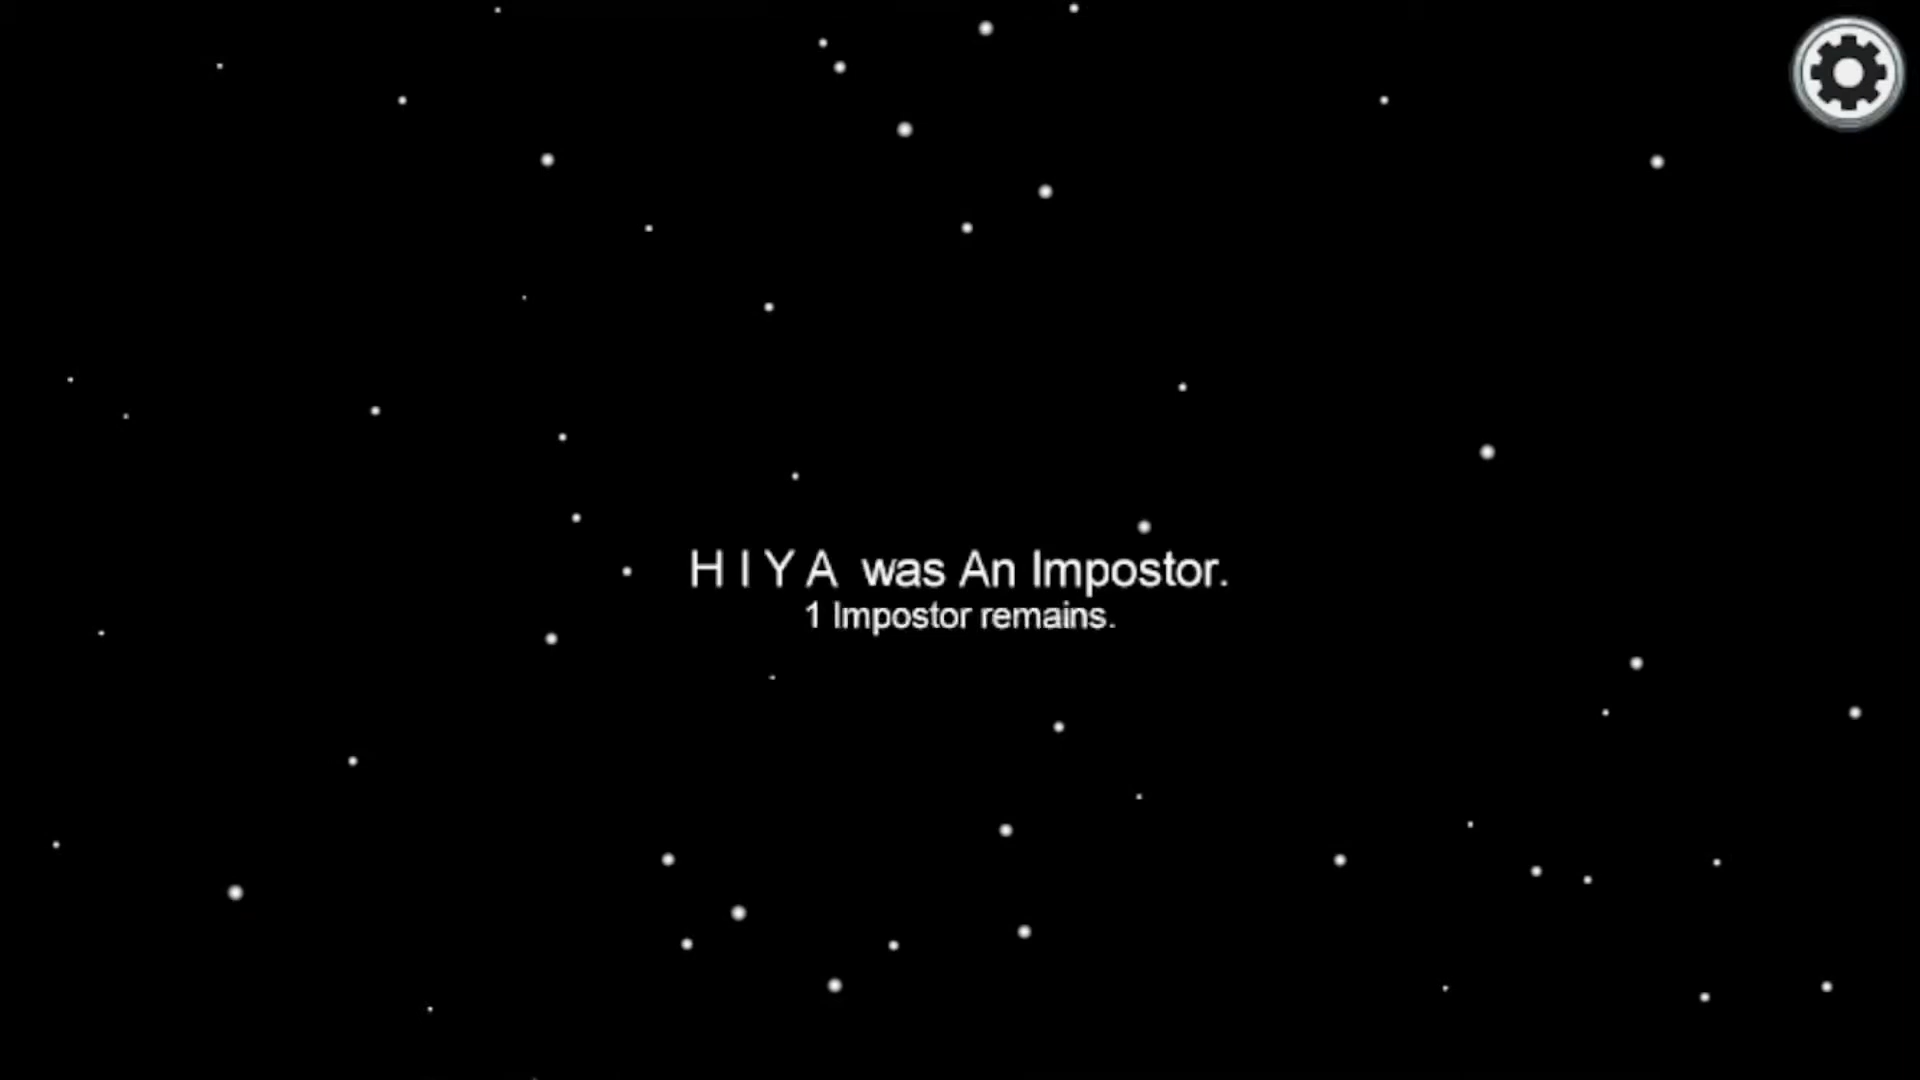 H I Y A was An Impostor.
1 Impostor remains.